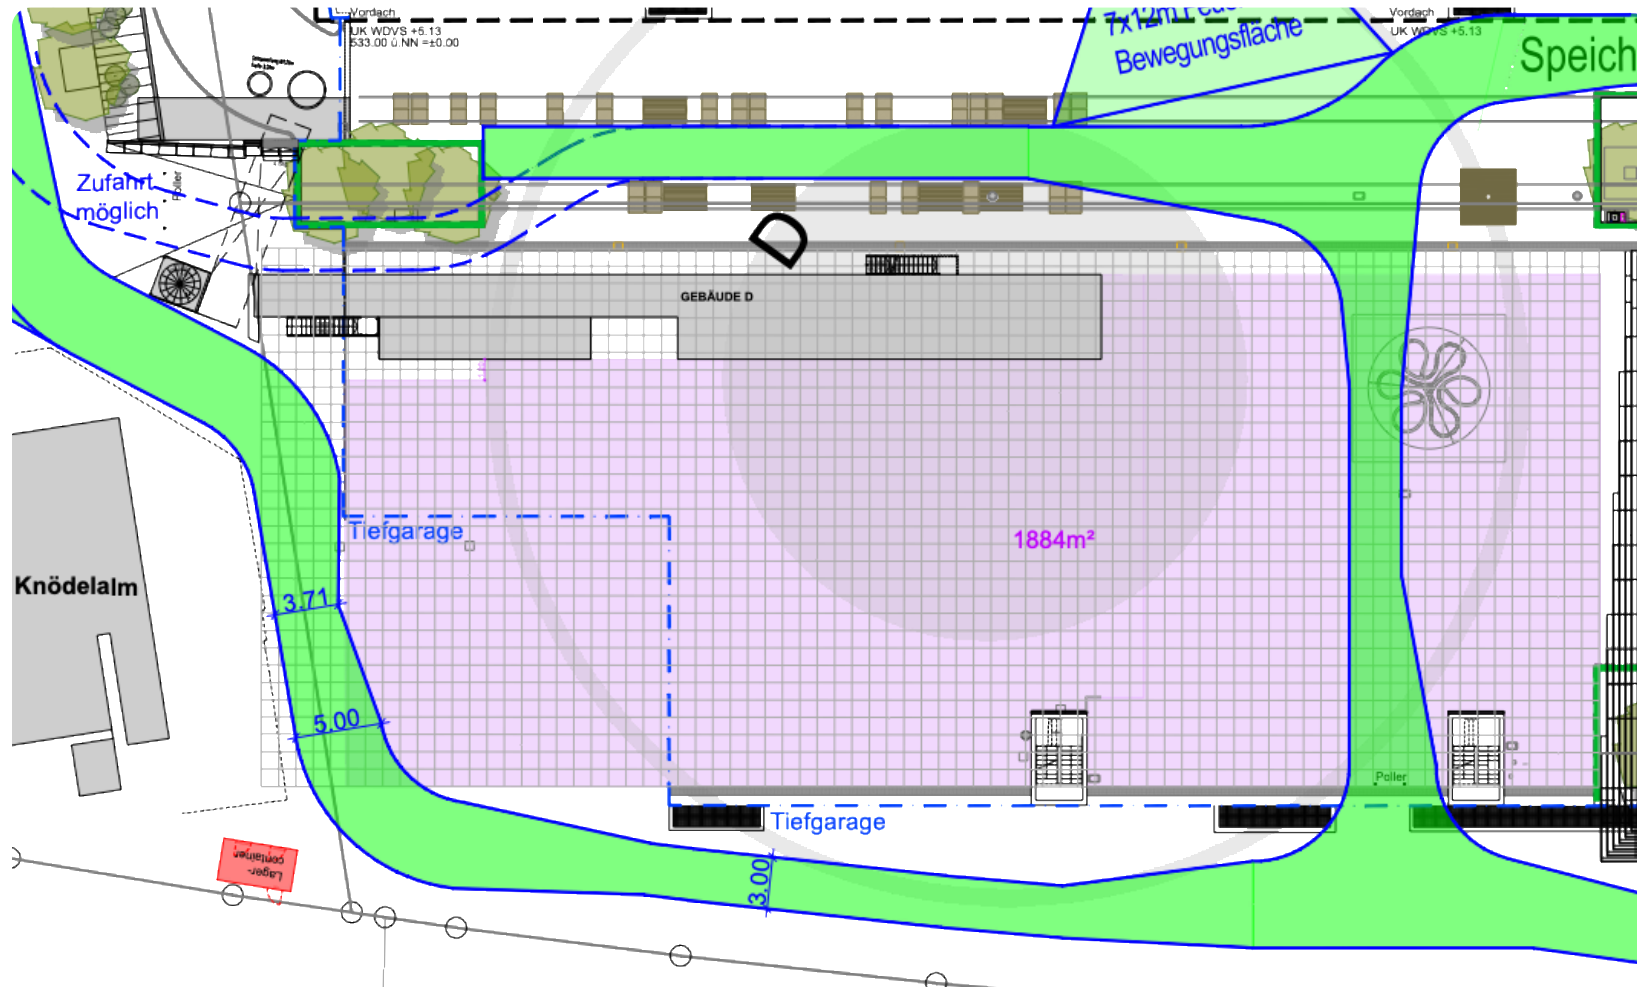 Vordach
UK WDVS +5.13
533.00 ü.NN =±0.00
7x12m
Bewegungsfläche
Vordach
UK WDVS +5.13
Speich
Zufahrt
möglich
Poller
D
GEBÄUDE D
Tiefgarage
1884m²
Knödelalm
3.71
5.00
Poller
Tiefgarage
Lager-
container
3.00